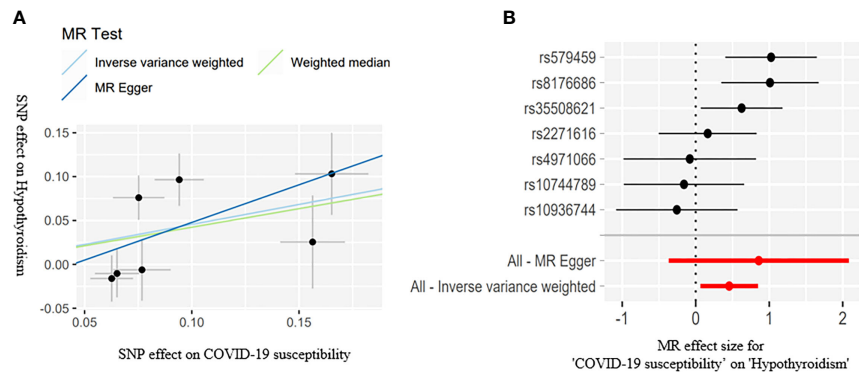 A
MR Test
Inverse variance weighted
Weighted median
MR Egger
SNP effect on Hypothyroidism
0.15
0.10
0.05
0.00
-0.05
0.05
0.10
0.15
SNP effect on COVID-19 susceptibility
B
rs579459
rs8176686
rs35508621
rs2271616
rs4971066
rs10744789
rs10936744
All - MR Egger
All - Inverse variance weighted
-1
0
1
2
MR effect size for
'COVID-19 susceptibility' on 'Hypothyroidism'